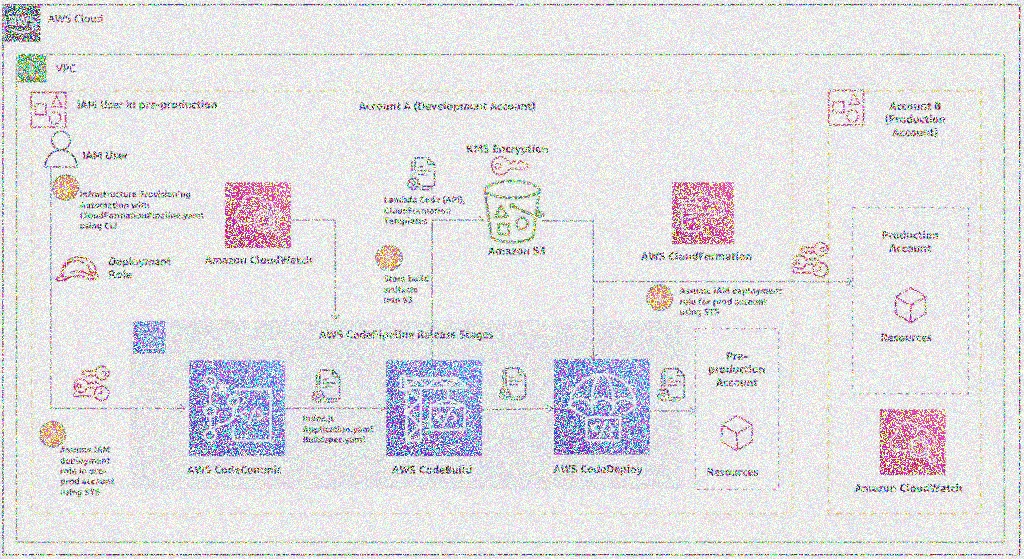 AWS Cloud
VPC
IAM User in pre-production
Account A (Development Account)
Account B
(Production
Account)
IAM User
KMS Encryption
Infrastructure Provisioning
Automation with
CloudFormationPipeline.yaml
using CLI
Lambda Code (API),
CloudFormation
Templates
Amazon S3
Production
Account
Amazon CloudWatch
AWS CloudFormation
Deployment
Role
Store build
artifacts
into S3
Assume IAM deployment
role for prod account
using STS
AWS CodePipeline Release Stages
Resources
Pre-
production
Account
Index.js
Application.yaml
Buildspec.yaml
Assume IAM
deployment
role in pre-
prod account
using STS
AWS CodeCommit
AWS CodeBuild
AWS CodeDeploy
Resources
Amazon CloudWatch